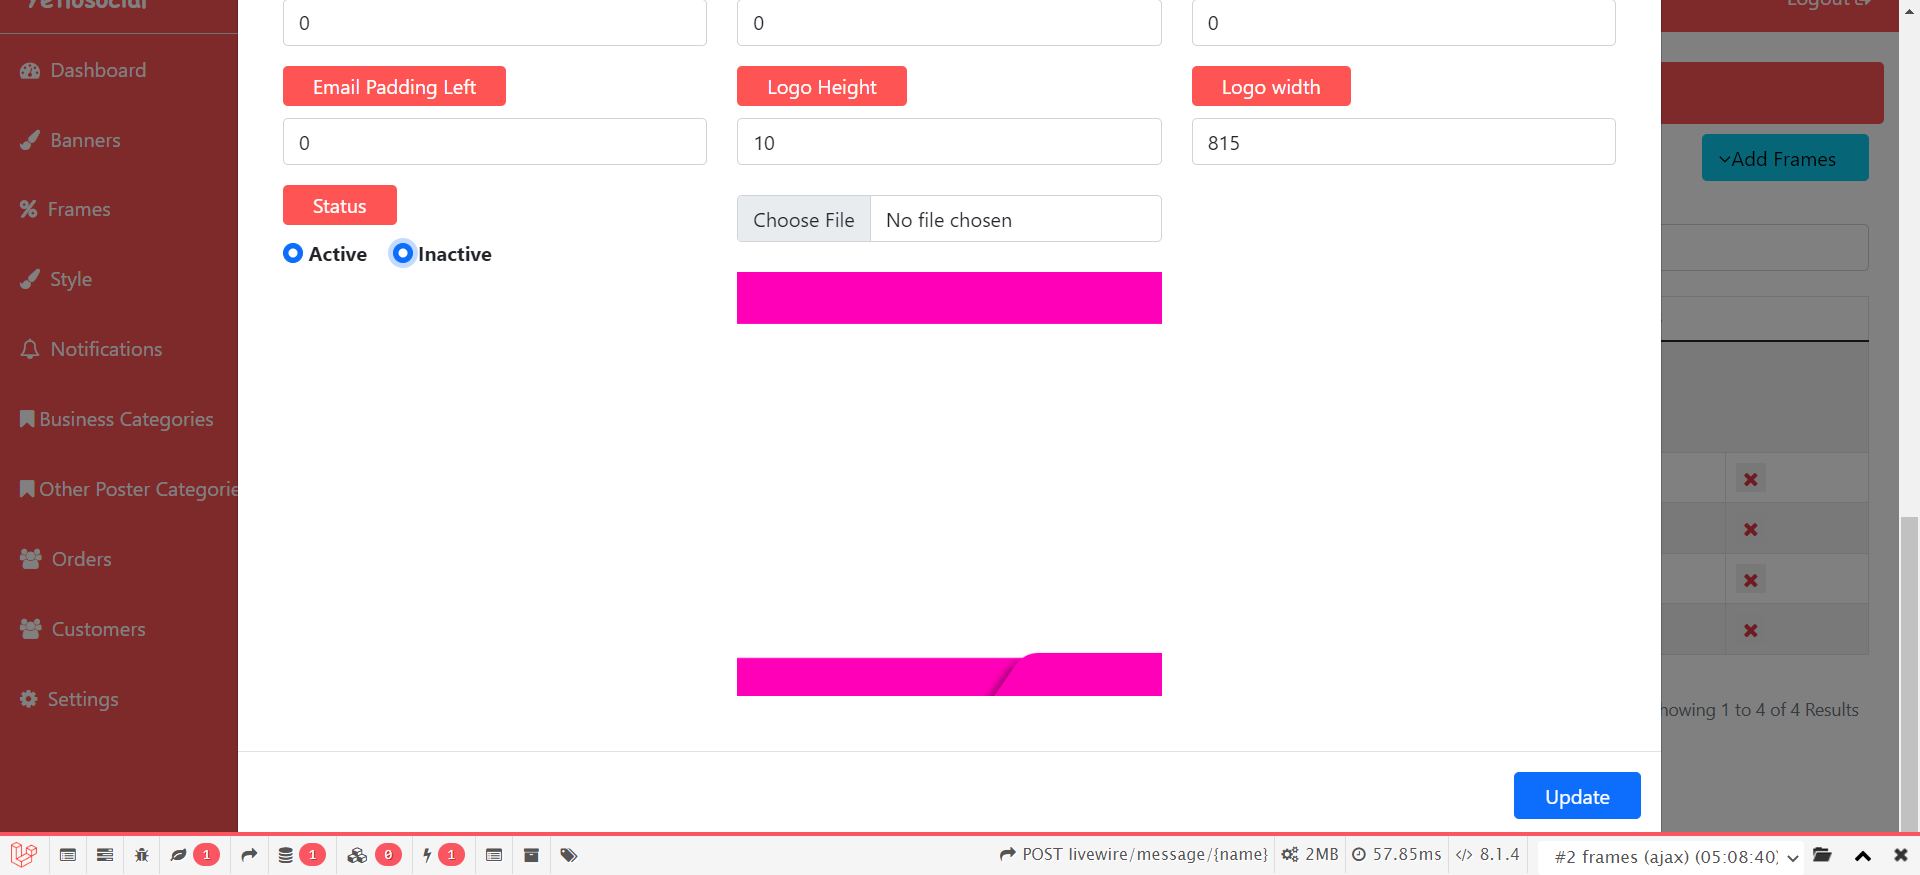 Logout
0
0
0
Dashboard
Email Padding Left
Logo Height
Logo width
Banners
0
10
815
Add Frames
Frames
Status
Choose File
No file chosen
Active
Inactive
Style
Notifications
Business Categories
Other Poster Categorie
Orders
Customers
Settings
howing 1 to 4 of 4 Results
Update
1
1
0
1
POST livewire/message/{name}
2MB
57.85ms
8.1.4
#2 frames (ajax) (05:08:40)